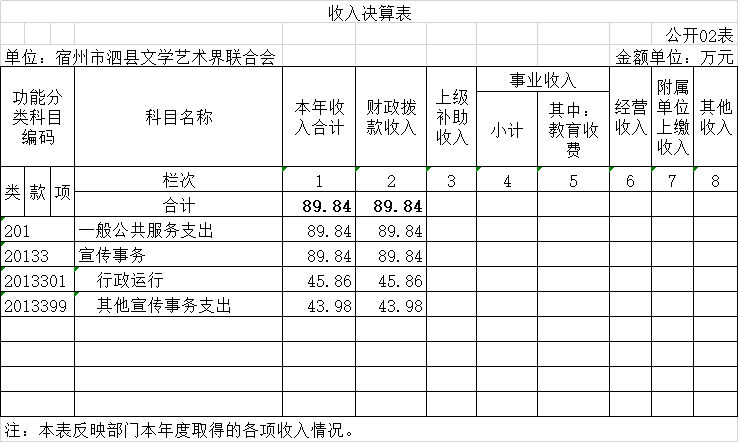 收入决算表
公开02表
单位：宿州市泗县文学艺术界联合会 金额单位：万元
功能分类科目编码 科目名称 本年收入合计 财政拨款收入 上级补助收入 事业收入 经营收入 附属单位上缴收入 其他收入
小计 其中：教育收费
类 款 项 栏次 1 2 3 4 5 6 7 8
合计 89.84 89.84
201 一般公共服务支出 89.84 89.84
20133 宣传事务 89.84 89.84
2013301 行政运行 45.86 45.86
2013399 其他宣传事务支出 43.98 43.98
注：本表反映部门本年度取得的各项收入情况。